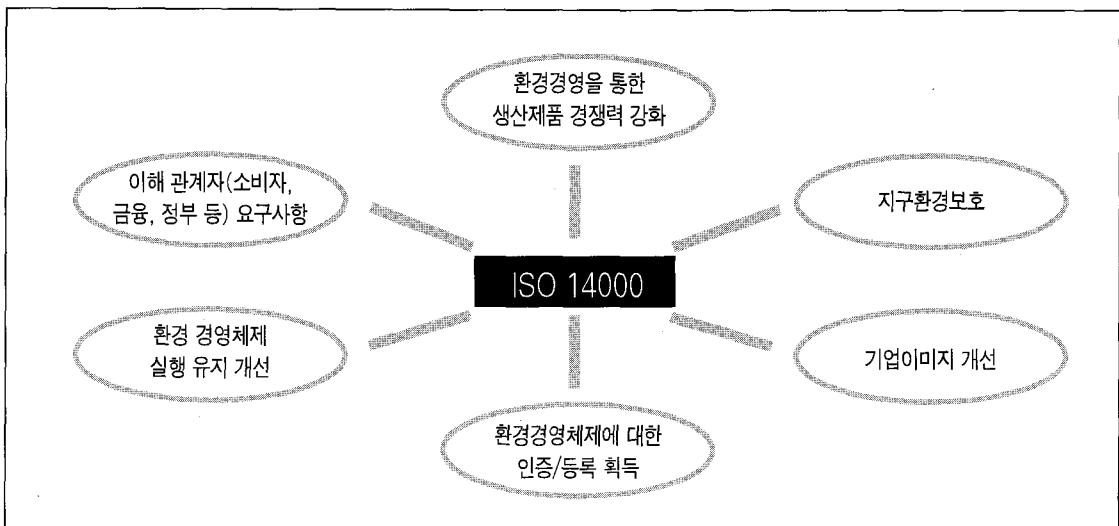 환경경영을 통한
생산제품 경쟁력 강화
이해 관계자(소비자,
금융, 정부 등) 요구사항
지구환경보호
ISO 14000
환경 경영체제
실행 유지 개선
기업이미지 개선
환경경영체제에 대한
인증/등록 획득